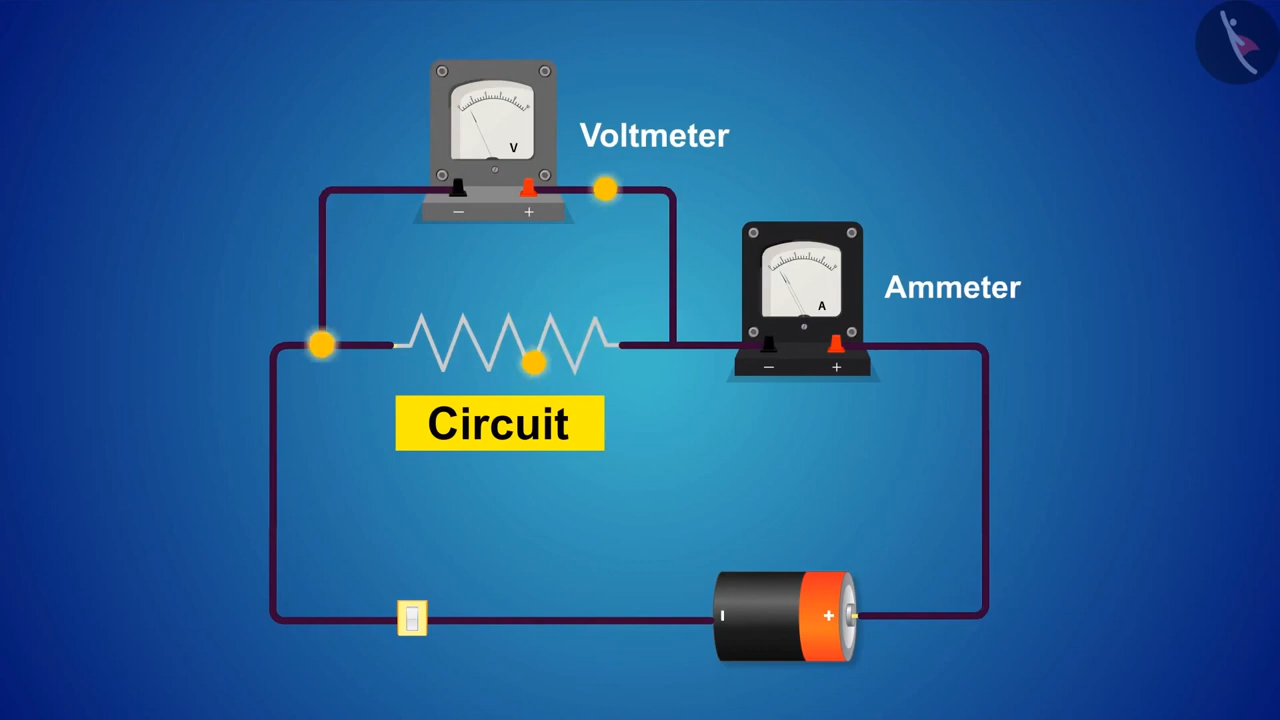 V
Voltmeter
− +
A
Ammeter
− +
Circuit
− +